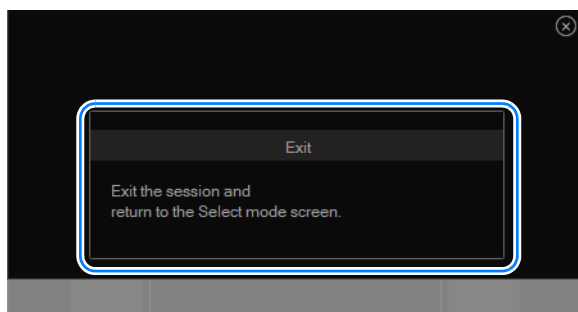 Exit
Exit the session and
return to the Select mode screen.